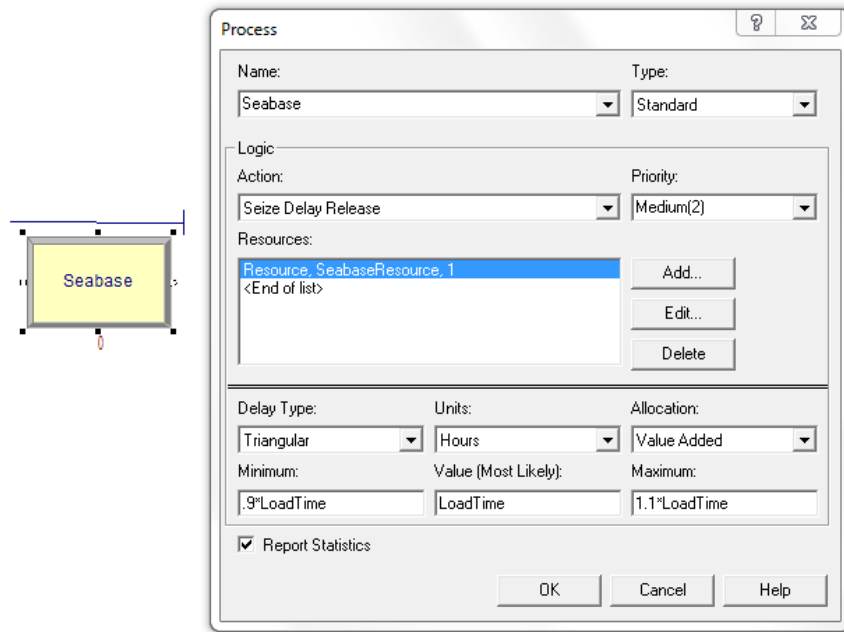 Process
Name:
Type:
Seabase
Standard
Logic
Action:
Priority:
Seize Delay Release
Medium(2)
Resources:
Resource, SeabaseResource, 1
<End of list>
Add...
Edit...
Delete
Seabase
0
Delay Type:
Units:
Allocation:
Triangular
Hours
Value Added
Minimum:
Value (Most Likely):
Maximum:
.9*LoadTime
LoadTime
1.1*LoadTime
Report Statistics
OK
Cancel
Help